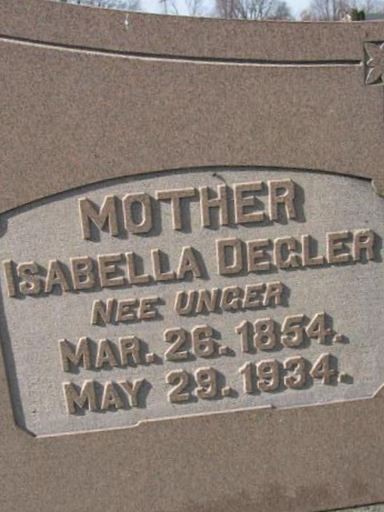 MOTHER
ISABELLA DEGLER
NEE UNGER
MAR. 26. 1854.
MAY 29. 1934.